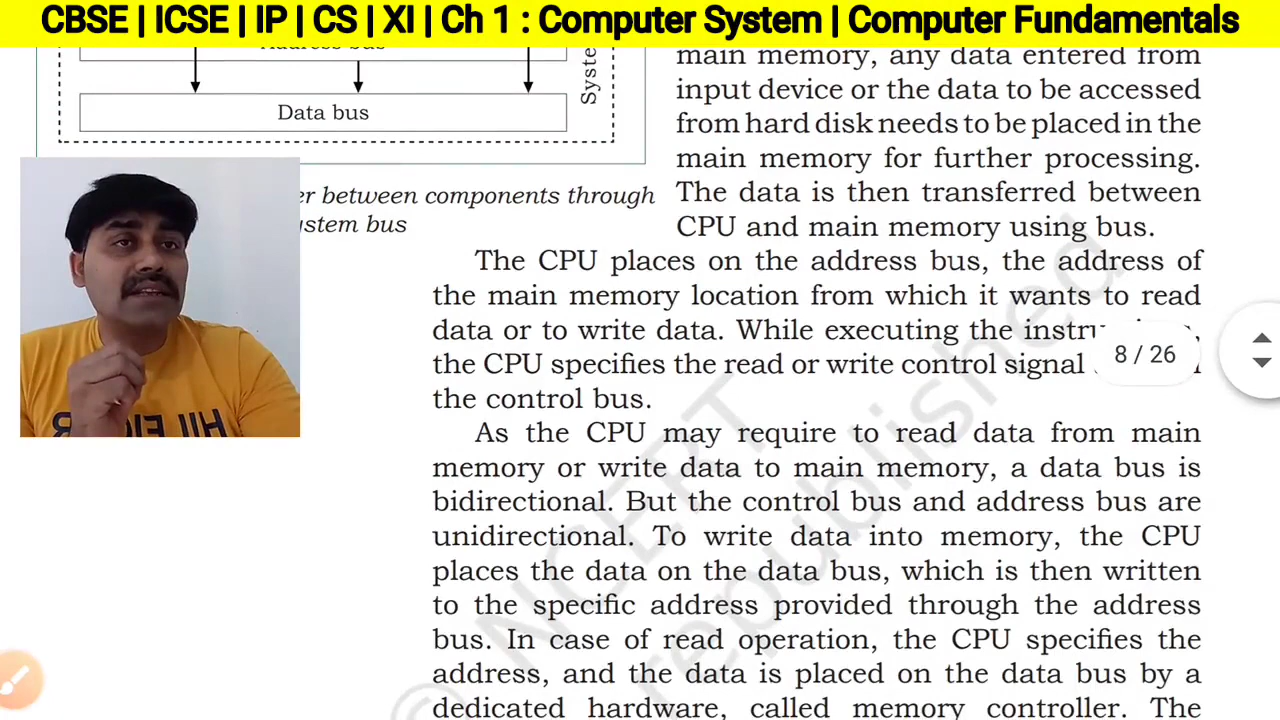 CBSE | ICSE | IP | CS | XI | Ch 1 : Computer System | Computer Fundamentals
Address bus
Syste
Data bus
er between components through
stem bus
main memory, any data entered from
input device or the data to be accessed
from hard disk needs to be placed in the
main memory for further processing.
The data is then transferred between
CPU and main memory using bus.
The CPU places on the address bus, the address of
the main memory location from which it wants to read
data or to write data. While executing the instru
the CPU specifies the read or write control signal
the control bus.
8 / 26
As the CPU may require to read data from main
memory or write data to main memory, a data bus is
bidirectional. But the control bus and address bus are
unidirectional. To write data into memory, the CPU
places the data on the data bus, which is then written
to the specific address provided through the address
bus. In case of read operation, the CPU specifies the
address, and the data is placed on the data bus by a
dedicated hardware, called memory controller. The
© NCERT
republished